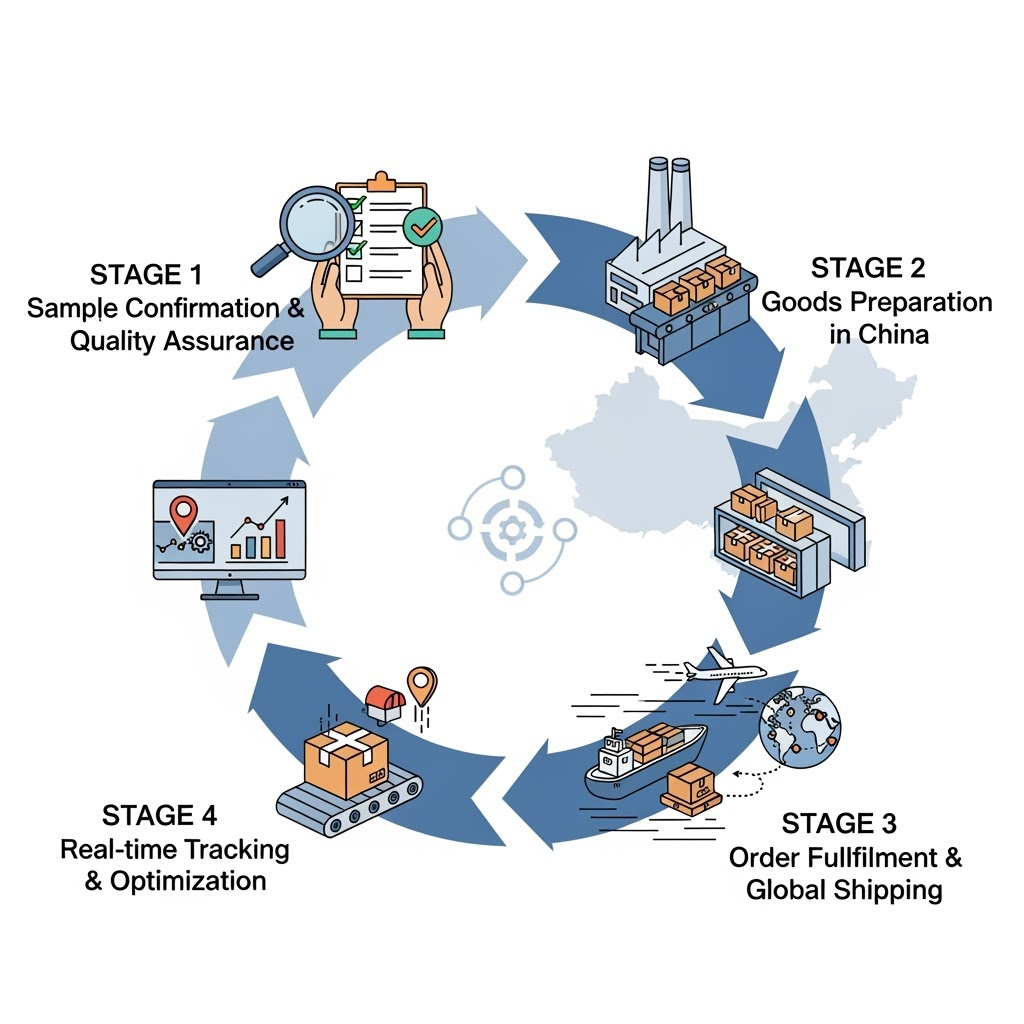 STAGE 1
Sample Confirmation &
Quality Assurance
STAGE 2
Goods Preparation
in China
STAGE 3
Order Fullfilment &
Global Shipping
STAGE 4
Real-time Tracking
& Optimization